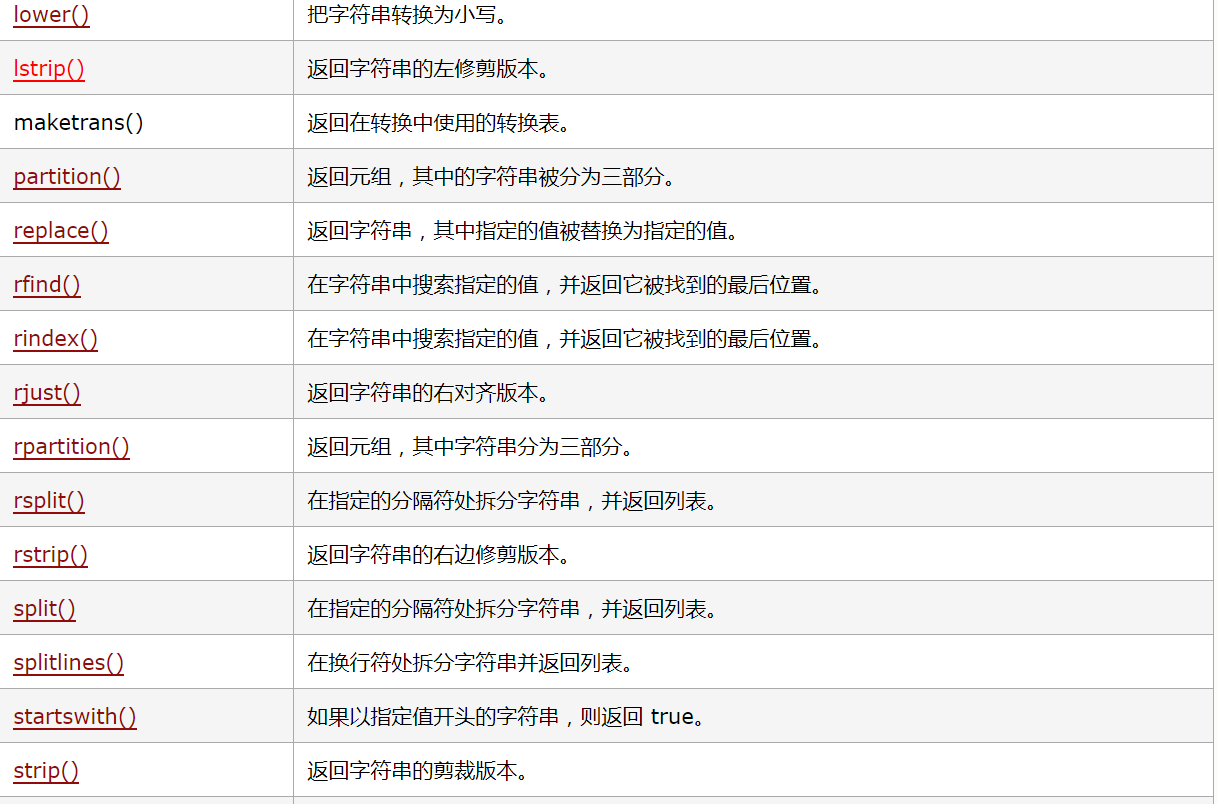 lower() 把字符串转换为小写。
lstrip() 返回字符串的左修剪版本。
maketrans() 返回在转换中使用的转换表。
partition() 返回元组，其中的字符串被分为三部分。
replace() 返回字符串，其中指定的值被替换为指定的值。
rfind() 在字符串中搜索指定的值，并返回它被找到的最后位置。
rindex() 在字符串中搜索指定的值，并返回它被找到的最后位置。
rjust() 返回字符串的右对齐版本。
rpartition() 返回元组，其中字符串分为三部分。
rsplit() 在指定的分隔符处拆分字符串，并返回列表。
rstrip() 返回字符串的右边修剪版本。
split() 在指定的分隔符处拆分字符串，并返回列表。
splitlines() 在换行符处拆分字符串并返回列表。
startswith() 如果以指定值开头的字符串，则返回 true。
strip() 返回字符串的剪裁版本。